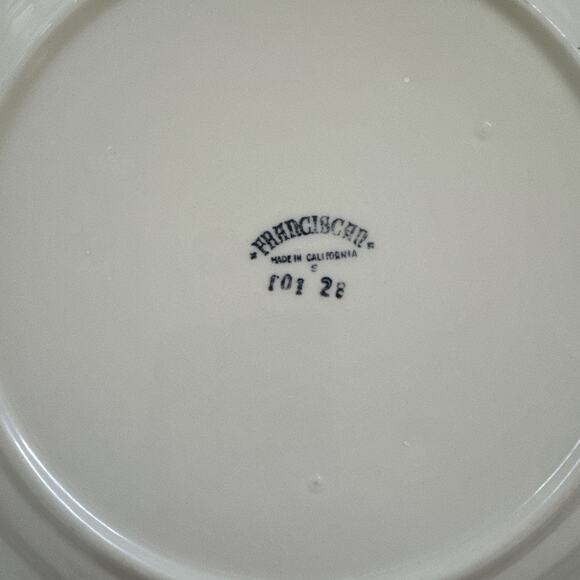 *FRANCISCAN*
MADE IN CALIFORNIA
S
101 28